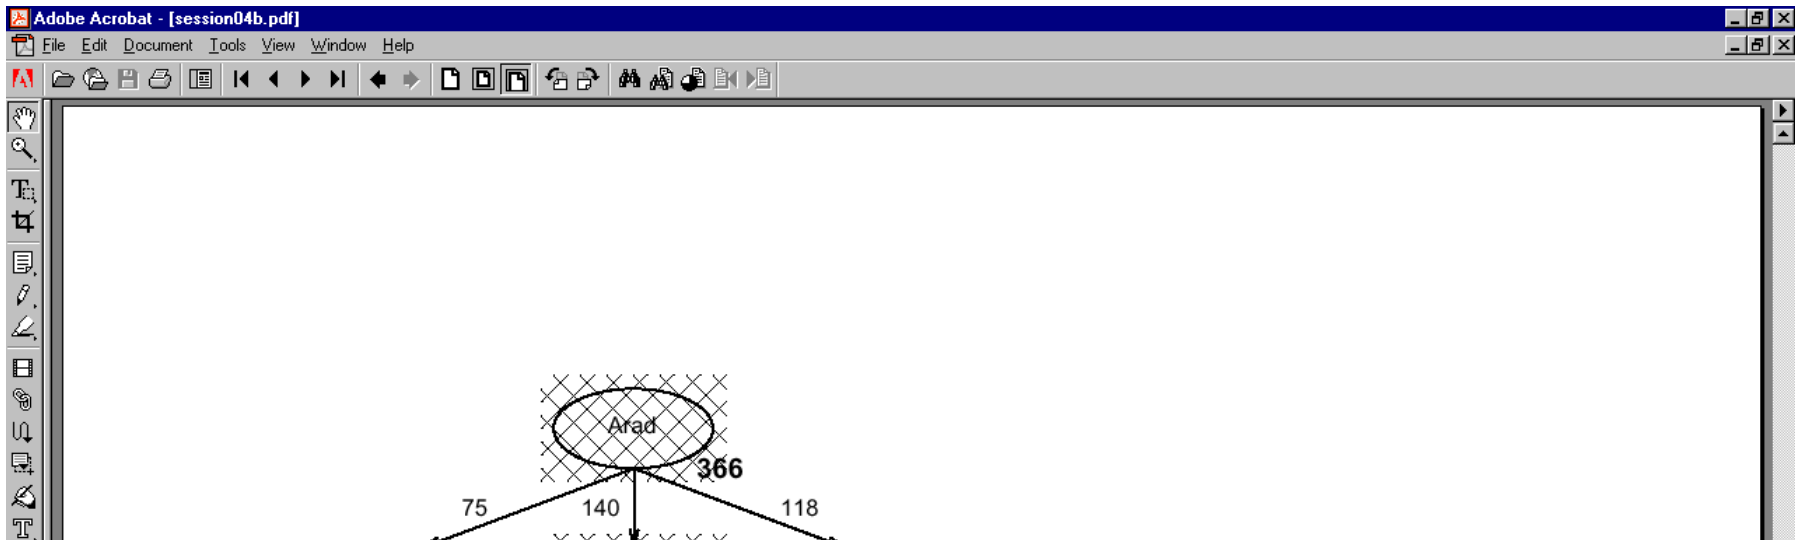 Adobe Acrobat - [session04b.pdf]
File Edit Document Tools View Window Help
Arad
366
75 140 118